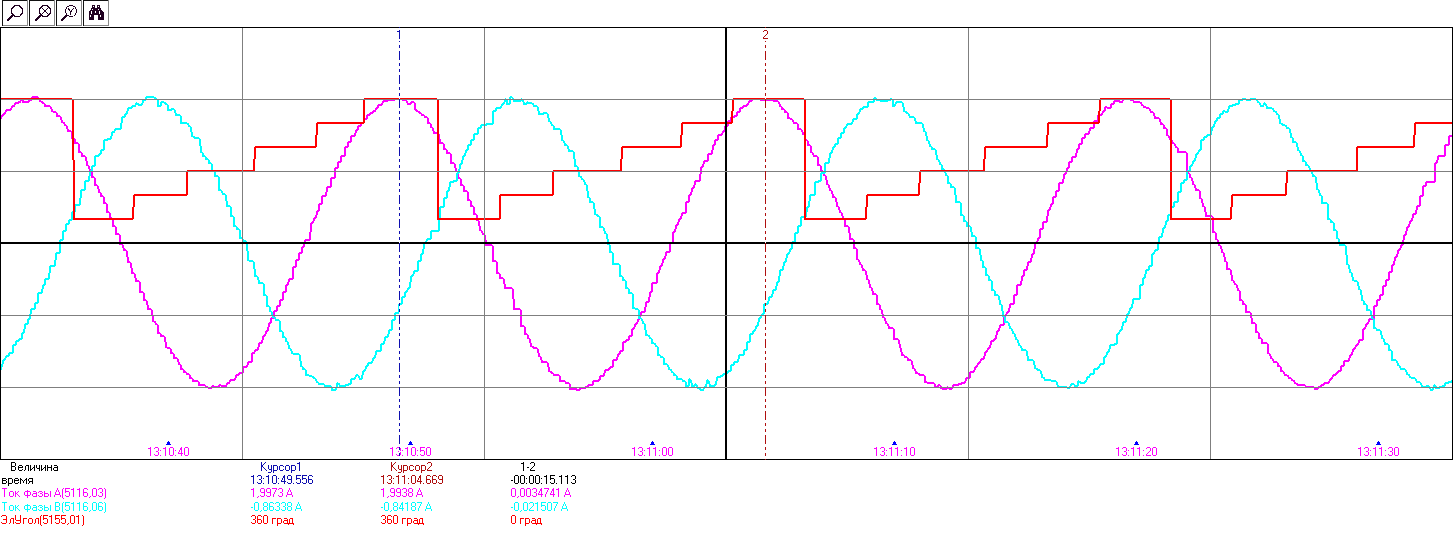 1 2
13:10:40 13:10:50 13:11:00 13:11:10 13:11:20 13:11:30
Величина Курсор1 Курсор2 1-2
время 13:10:49.556 13:11:04.669 -00:00:15.113
Ток фазы А(5116,03) 1,9973 А 1,9938 А 0,0034741 А
Ток фазы В(5116,06) -0,86338 А -0,84187 А -0,021507 А
ЭлУгол(5155,01) 360 град 360 град 0 град